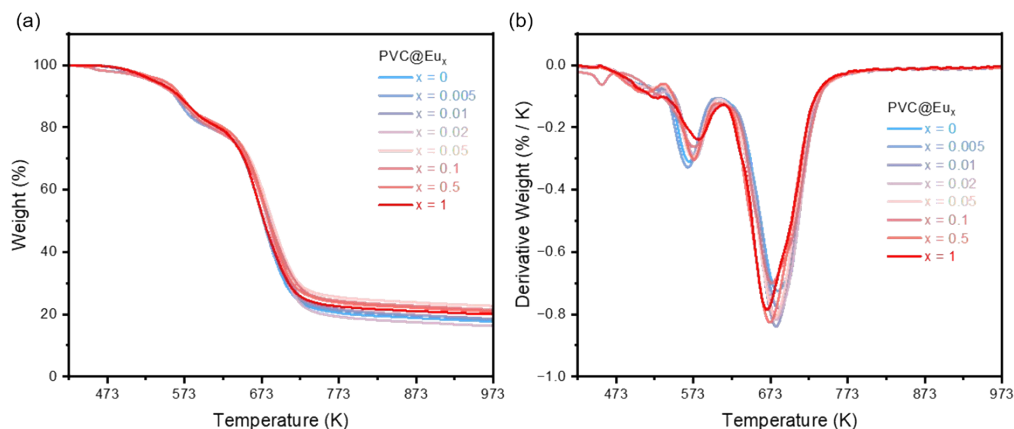 (a)
PVC@Euₓ
x = 0
x = 0.005
x = 0.01
x = 0.02
x = 0.05
x = 0.1
x = 0.5
x = 1
Weight (%)
100
80
60
40
20
0
473 573 673 773 873 973
Temperature (K)
(b)
PVC@Euₓ
x = 0
x = 0.005
x = 0.01
x = 0.02
x = 0.05
x = 0.1
x = 0.5
x = 1
Derivative Weight (% / K)
0.0
−0.2
−0.4
−0.6
−0.8
−1.0
473 573 673 773 873 973
Temperature (K)